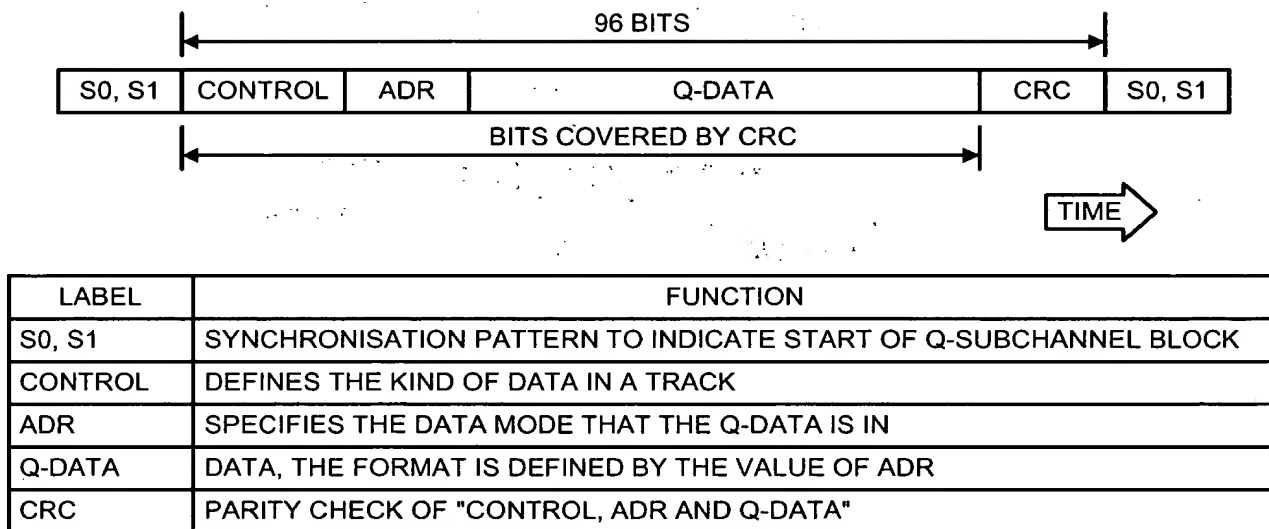 96 BITS
S0, S1 CONTROL ADR Q-DATA CRC S0, S1
BITS COVERED BY CRC
TIME
LABEL FUNCTION
S0, S1 SYNCHRONISATION PATTERN TO INDICATE START OF Q-SUBCHANNEL BLOCK
CONTROL DEFINES THE KIND OF DATA IN A TRACK
ADR SPECIFIES THE DATA MODE THAT THE Q-DATA IS IN
Q-DATA DATA, THE FORMAT IS DEFINED BY THE VALUE OF ADR
CRC PARITY CHECK OF "CONTROL, ADR AND Q-DATA"